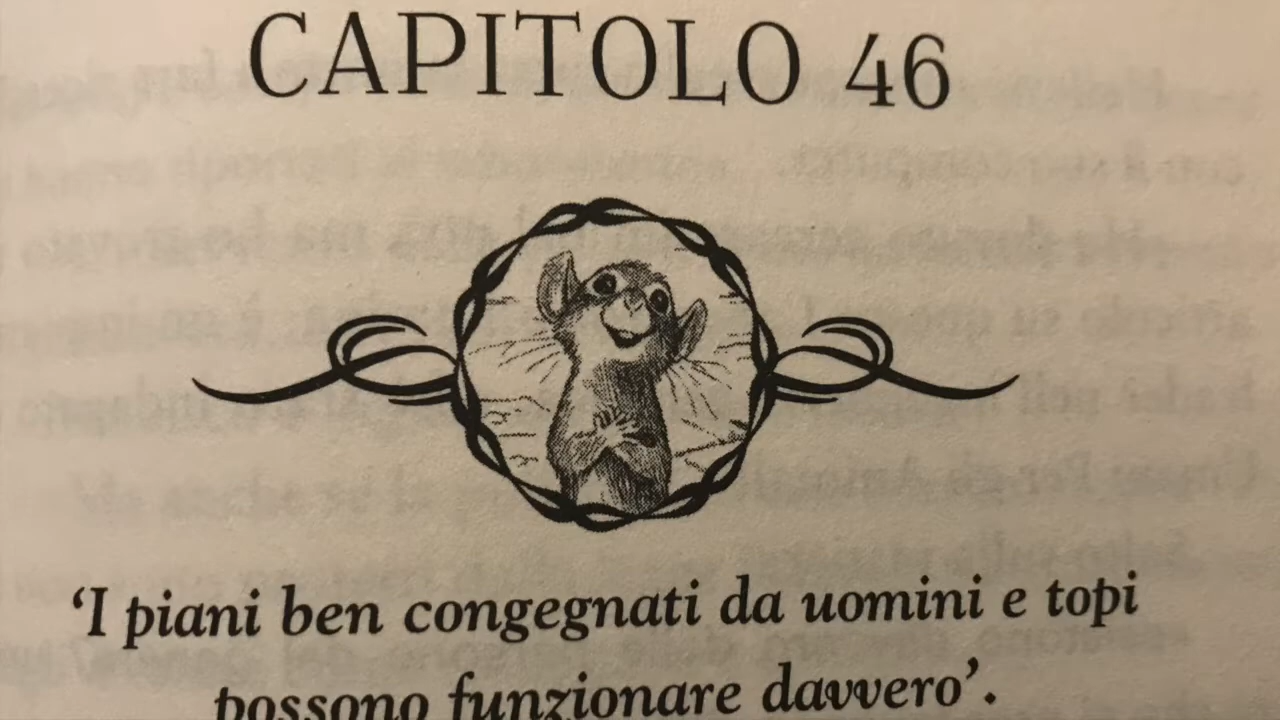 CAPITOLO 46
‘I piani ben congegnati da uomini e topi
possono funzionare davvero’.